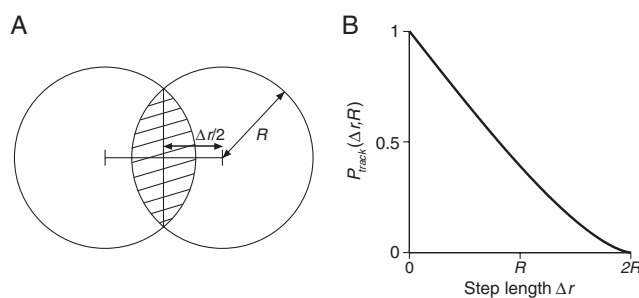 A
Δr/2
R
B
P_track(Δr,R)
1
0.5
0
0
R
2R
Step length Δr